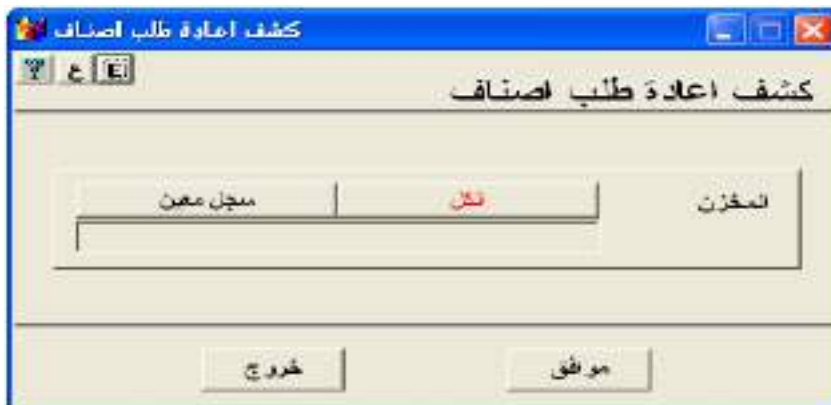 كشف اعادة طلب اصناف
ع E
كشف اعادة طلب اصناف
المخزن الكل سجل معين
موافق خروج